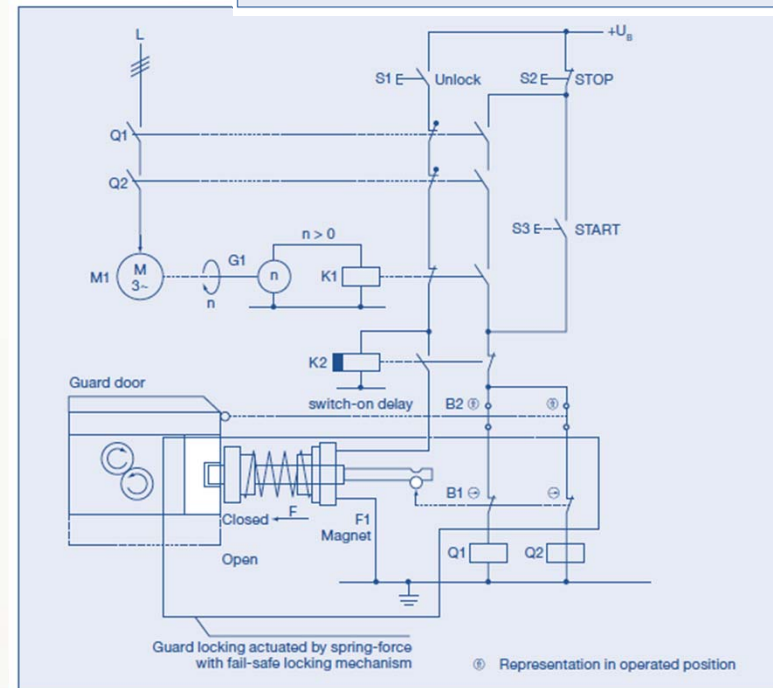 L
+U_B
S1 Unlock
S2 STOP
Q1
Q2
S3 START
n > 0
G1
M1
M
3~
n
n
K1
K2
Guard door
switch-on delay
B2
Closed
F
F1
Magnet
B1
Open
Q1
Q2
Guard locking actuated by spring-force
with fail-safe locking mechanism
Representation in operated position